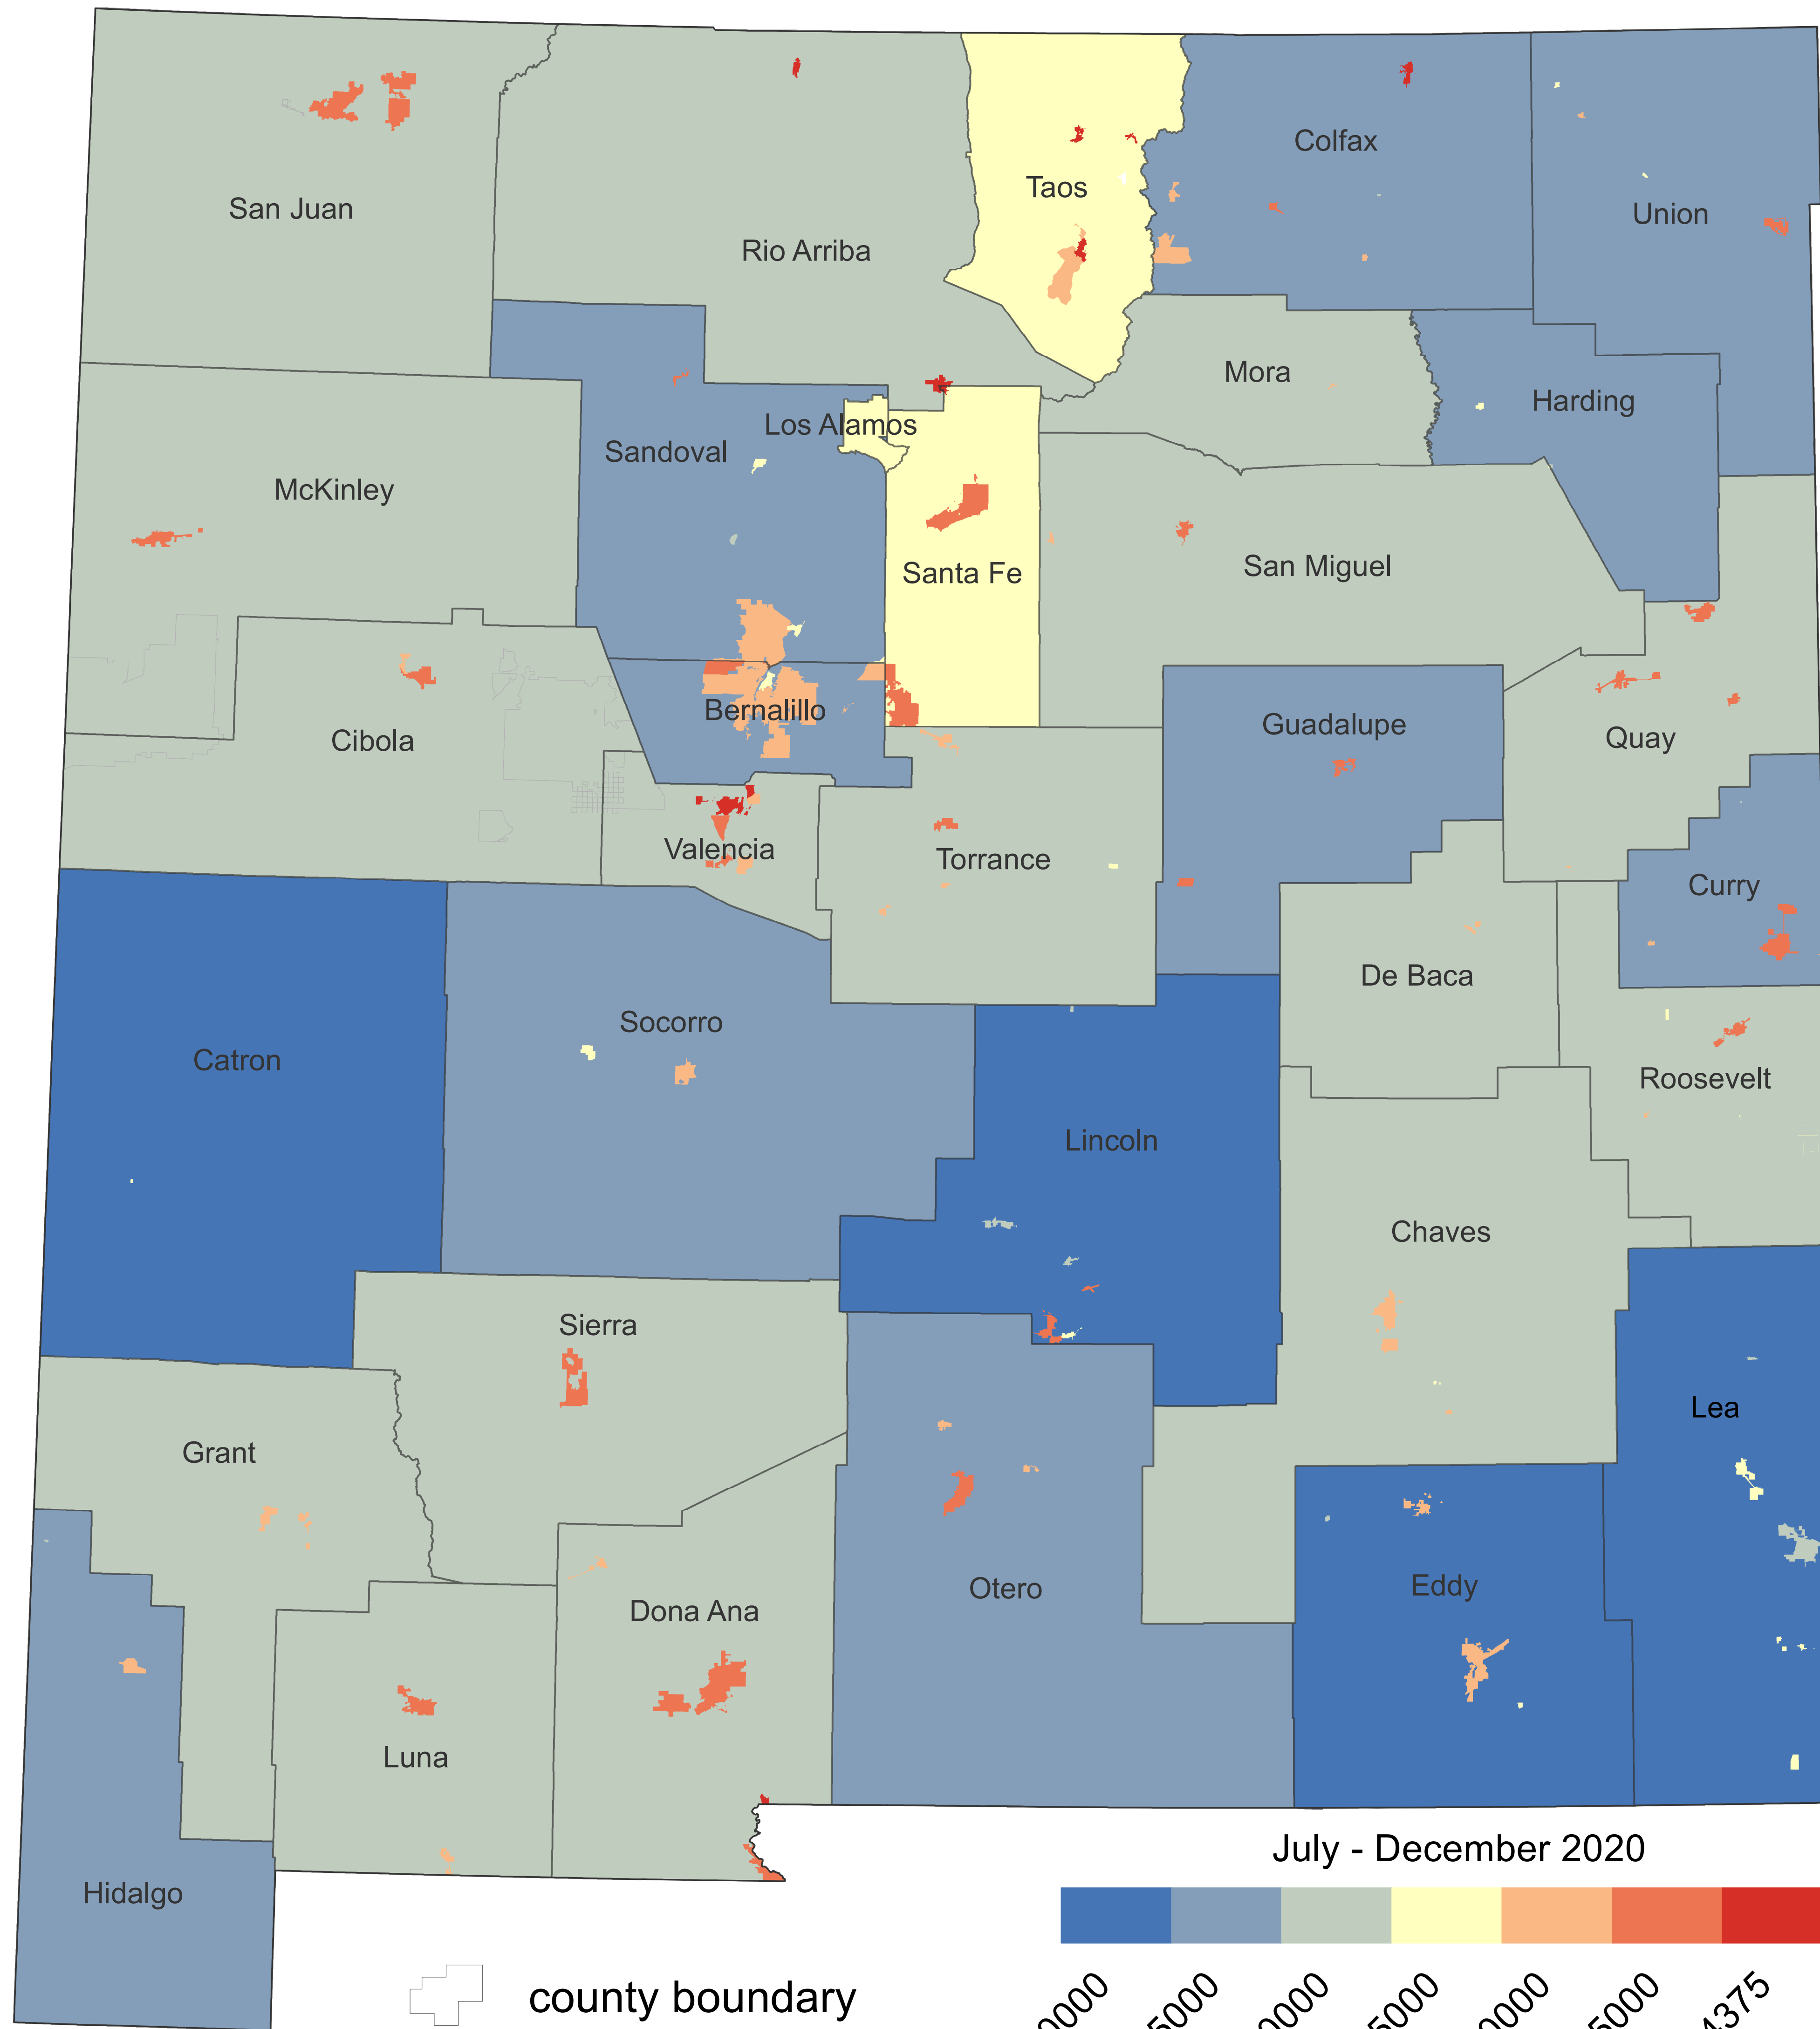 Colfax
Taos
San Juan
Union
Rio Arriba
Mora
Harding
Los Alamos
Sandoval
McKinley
San Miguel
Santa Fe
Bernalillo
Guadalupe
Quay
Cibola
Valencia
Torrance
Curry
De Baca
Socorro
Catron
Roosevelt
Lincoln
Chaves
Sierra
Lea
Grant
Eddy
Otero
Dona Ana
Luna
Hidalgo
July - December 2020
county boundary